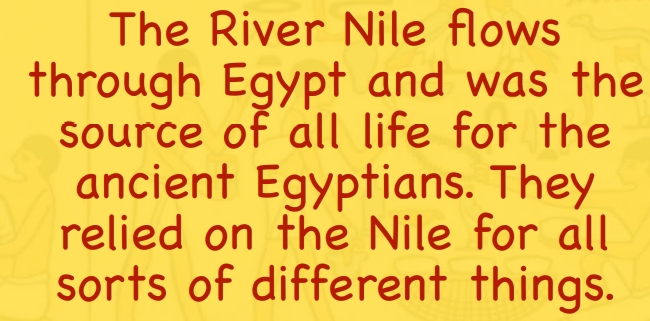 The River Nile flows
through Egypt and was the
source of all life for the
ancient Egyptians. They
relied on the Nile for all
sorts of different things.